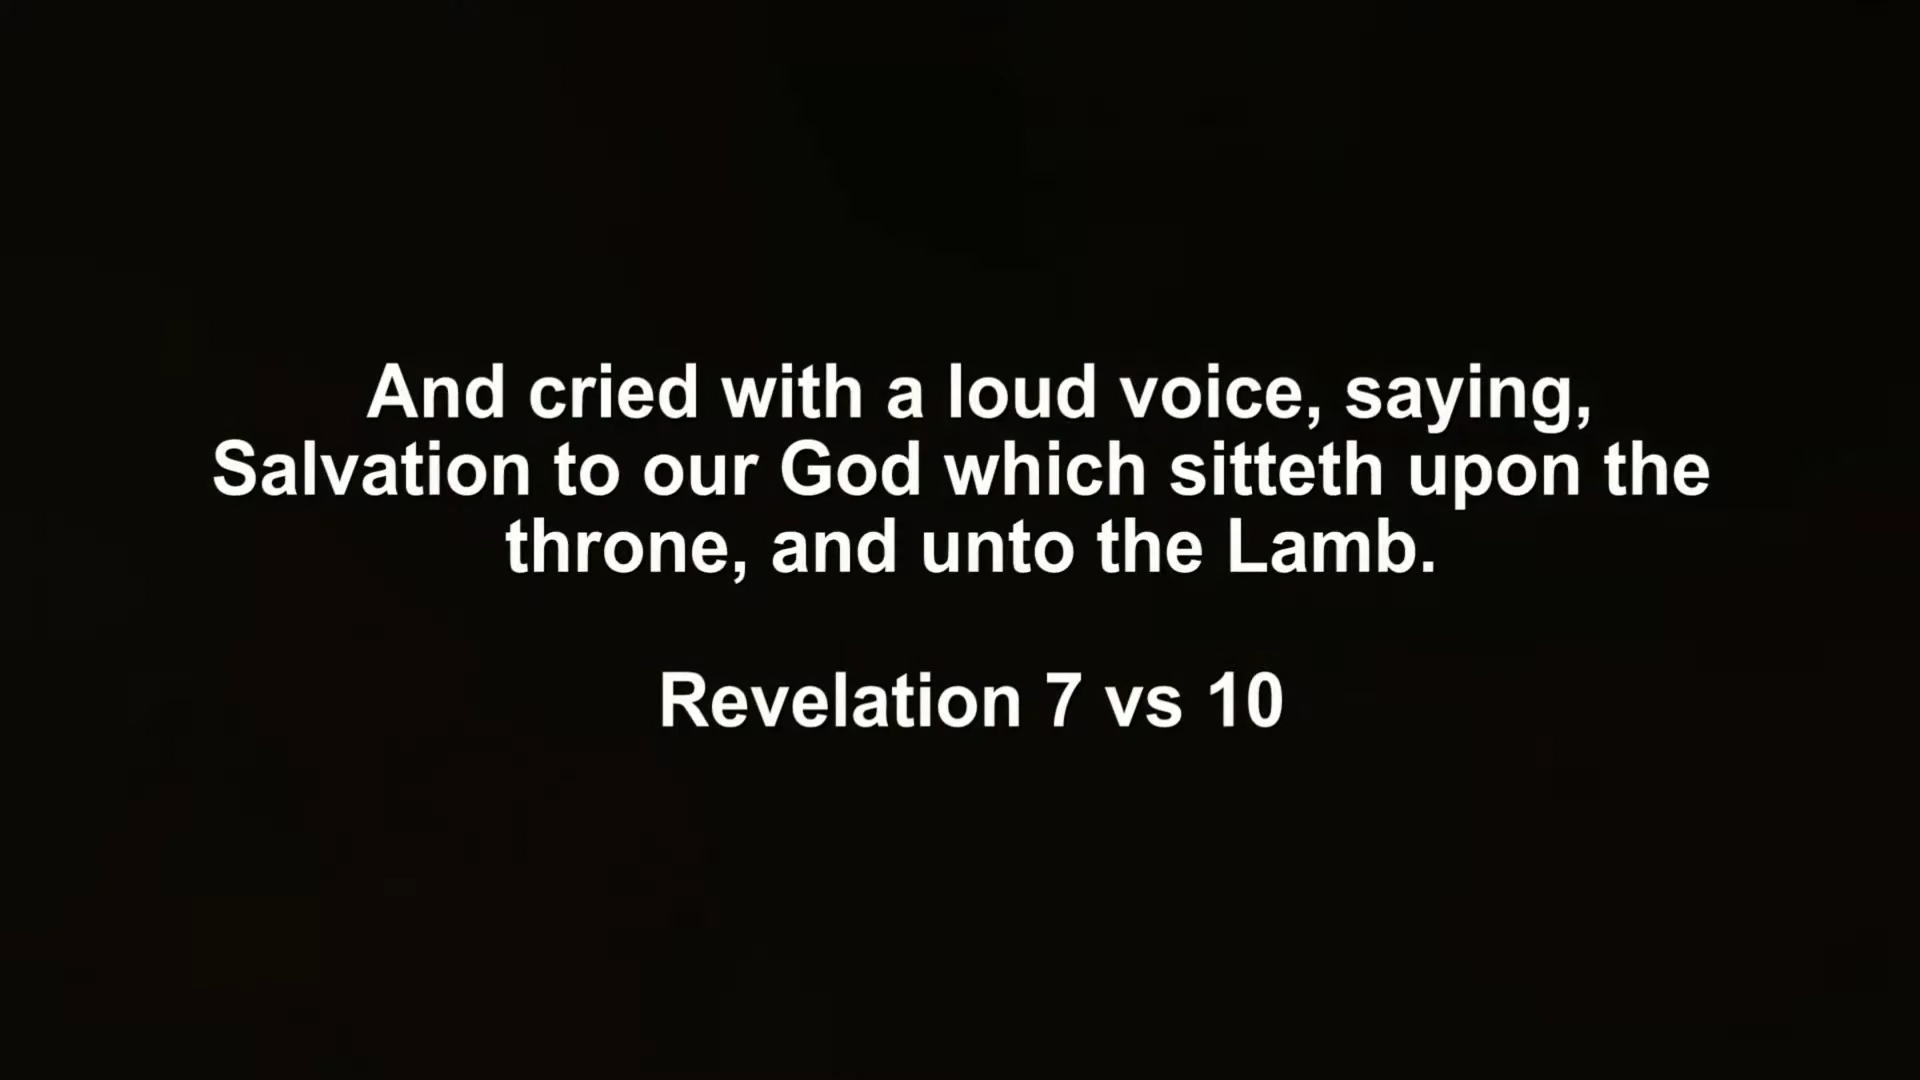 And cried with a loud voice, saying,
Salvation to our God which sitteth upon the
throne, and unto the Lamb.
Revelation 7 vs 10